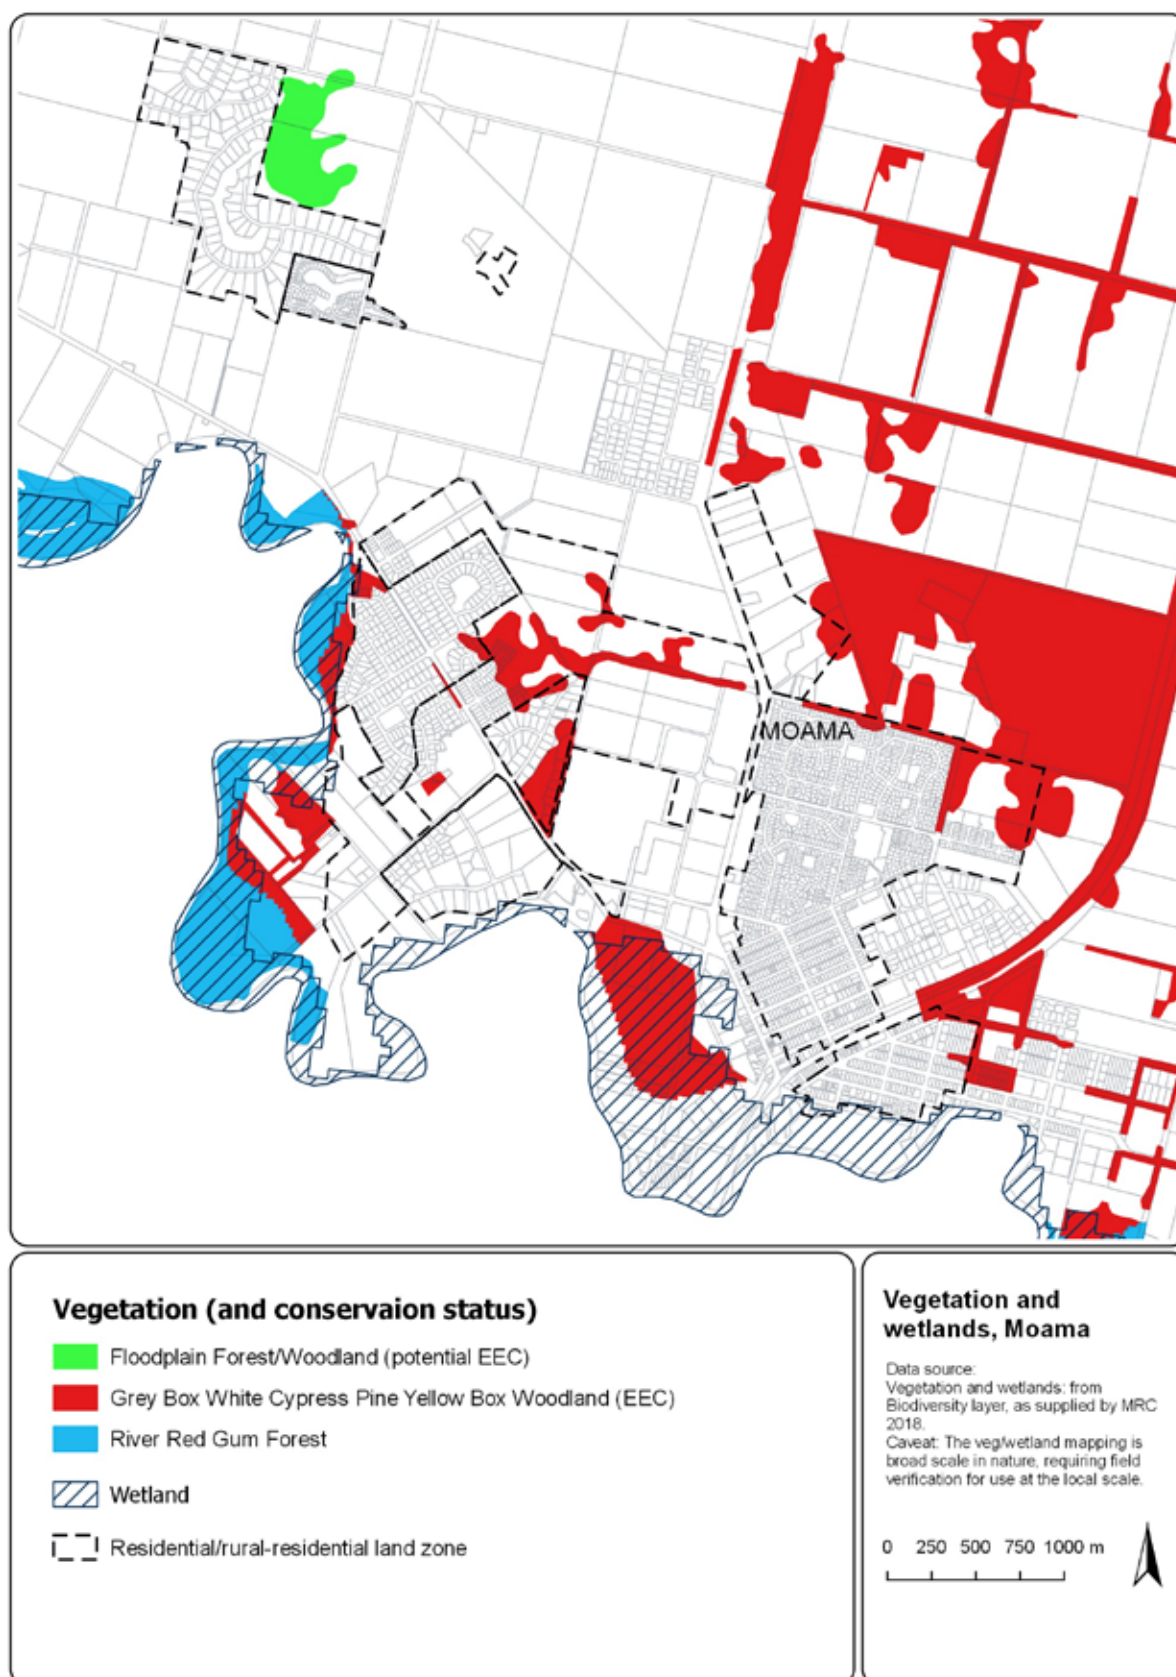 MOAMA
Vegetation (and conservaion status)
Floodplain Forest/Woodland (potential EEC)
Grey Box White Cypress Pine Yellow Box Woodland (EEC)
River Red Gum Forest
Wetland
Residential/rural-residential land zone
Vegetation and
wetlands, Moama
Data source:
Vegetation and wetlands: from
Biodiversity layer, as supplied by MRC
2018.
Caveat: The veg/wetland mapping is
broad scale in nature, requiring field
verification for use at the local scale.
0 250 500 750 1000 m